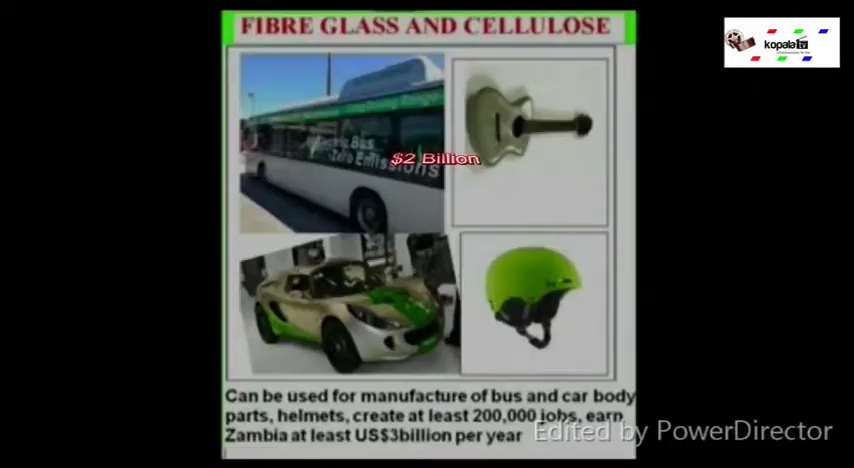 FIBRE GLASS AND CELLULOSE
kopala tv
Electric Bus
Zero Emissions
$2 Billion
Can be used for manufacture of bus and car body
parts, helmets, create at least 200,000 jobs, earn
Zambia at least US$3billion per year
Edited by PowerDirector